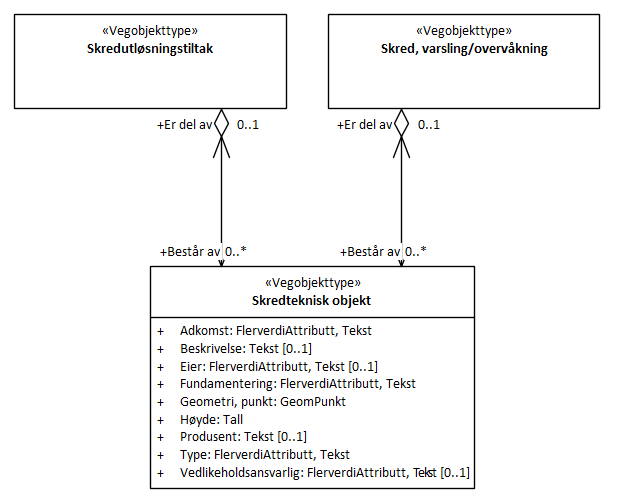 «Vegobjekttype»
Skredutløsningstiltak
«Vegobjekttype»
Skred, varsling/overvåkning
+Er del av 0..1
+Er del av 0..1
+Består av 0..*
+Består av 0..*
«Vegobjekttype»
Skredteknisk objekt
+ Adkomst: FlerverdiAttributt, Tekst
+ Beskrivelse: Tekst [0..1]
+ Eier: FlerverdiAttributt, Tekst [0..1]
+ Fundamentering: FlerverdiAttributt, Tekst
+ Geometri, punkt: GeomPunkt
+ Høyde: Tall
+ Produsent: Tekst [0..1]
+ Type: FlerverdiAttributt, Tekst
+ Vedlikeholdsansvarlig: FlerverdiAttributt, Tekst [0..1]